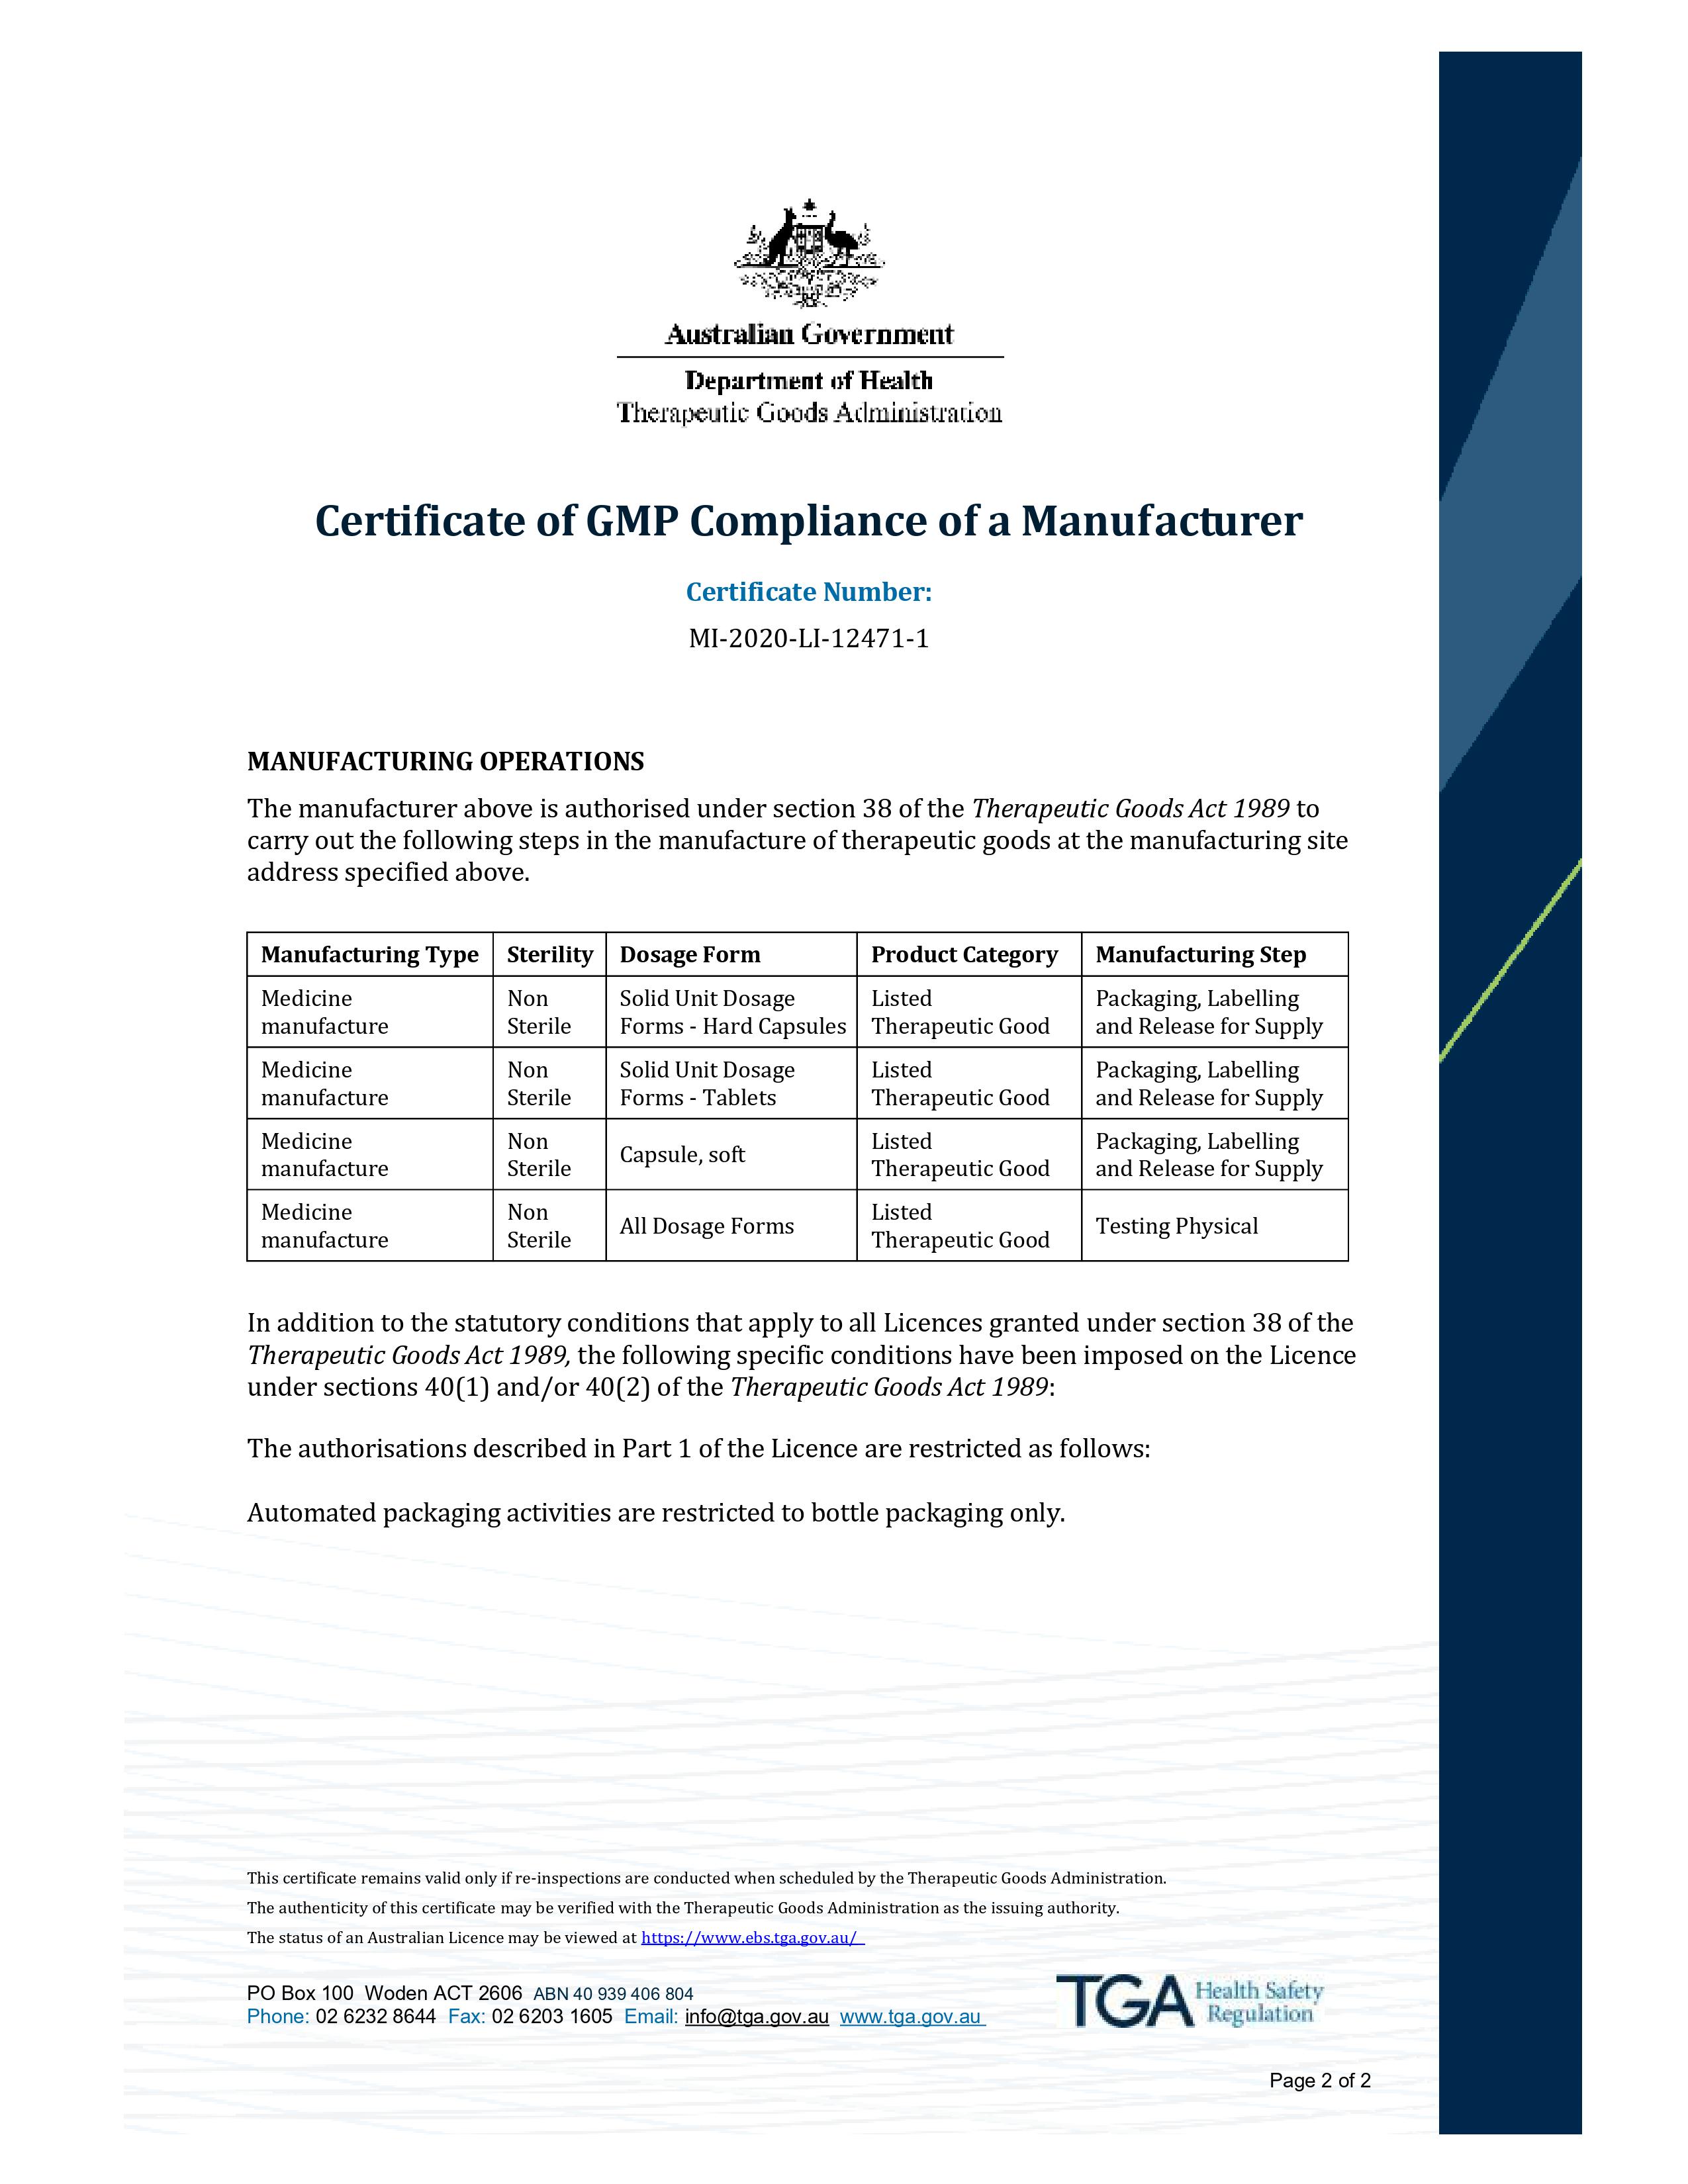 Australian Government
Department of Health
Therapeutic Goods Administration
Certificate of GMP Compliance of a Manufacturer
Certificate Number:
MI-2020-LI-12471-1
MANUFACTURING OPERATIONS
The manufacturer above is authorised under section 38 of the Therapeutic Goods Act 1989 to
carry out the following steps in the manufacture of therapeutic goods at the manufacturing site
address specified above.
Manufacturing Type Sterility Dosage Form Product Category Manufacturing Step
Medicine Non Solid Unit Dosage Listed Packaging, Labelling
manufacture Sterile Forms - Hard Capsules Therapeutic Good and Release for Supply
Medicine Non Solid Unit Dosage Listed Packaging, Labelling
manufacture Sterile Forms - Tablets Therapeutic Good and Release for Supply
Medicine Non Capsule, soft Listed Packaging, Labelling
manufacture Sterile Therapeutic Good and Release for Supply
Medicine Non All Dosage Forms Listed Testing Physical
manufacture Sterile Therapeutic Good
In addition to the statutory conditions that apply to all Licences granted under section 38 of the
Therapeutic Goods Act 1989, the following specific conditions have been imposed on the Licence
under sections 40(1) and/or 40(2) of the Therapeutic Goods Act 1989:
The authorisations described in Part 1 of the Licence are restricted as follows:
Automated packaging activities are restricted to bottle packaging only.
This certificate remains valid only if re-inspections are conducted when scheduled by the Therapeutic Goods Administration.
The authenticity of this certificate may be verified with the Therapeutic Goods Administration as the issuing authority.
The status of an Australian Licence may be viewed at https://www.ebs.tga.gov.au/
PO Box 100 Woden ACT 2606 ABN 40 939 406 804
Phone: 02 6232 8644 Fax: 02 6203 1605 Email: info@tga.gov.au www.tga.gov.au
TGA Health Safety
Regulation
Page 2 of 2